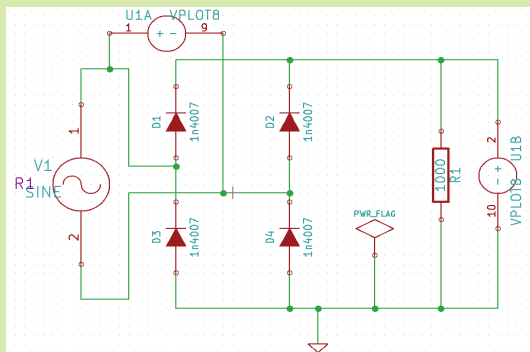 U1A VPLOT8
1 9
D1
1n4007
D2
1n4007
1
V1
R1
SINE
2
D3
1n4007
D4
1n4007
PWR_FLAG
1000
R1
2
U1B
10
VPLOT8